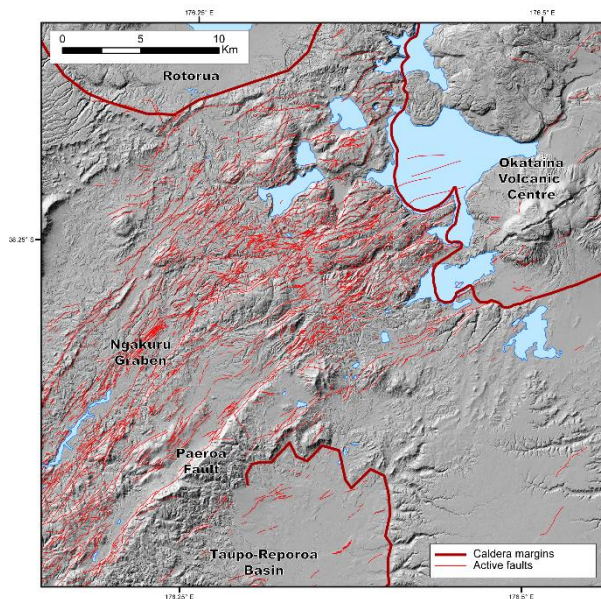 176.25° E
176.5° E
0 5 10
Km
Rotorua
Okataina
Volcanic
Centre
38.25° S
Ngakuru
Graben
Paeroa
Fault
Taupo-Reporoa
Basin
Caldera margins
Active faults
176.25° E
176.5° E